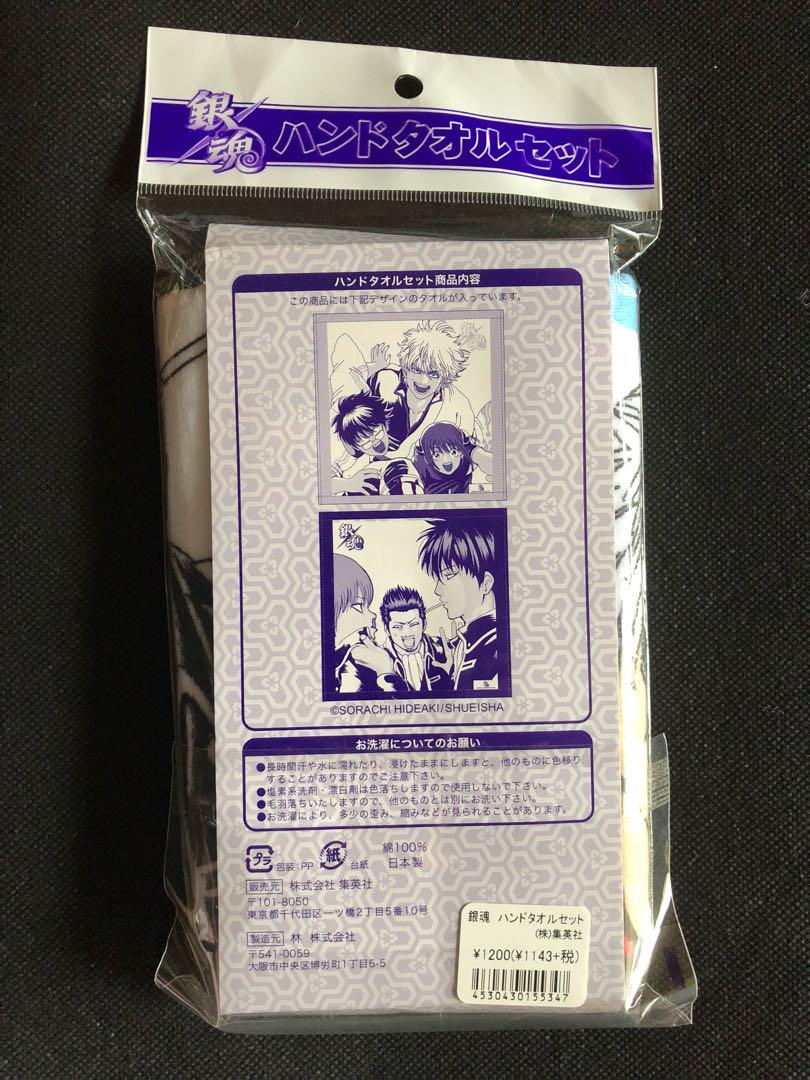 銀魂
ハンドタオルセット
ハンドタオルセット商品内容
この商品には下記デザインのタオルが入っています。
銀魂
銀魂
©SORACHI HIDEAKI/SHUEISHA
お洗濯についてのお願い
●長時間汗や水に濡れたり、浸けたままにしますと、他のものに色移り
することがありますのでご注意下さい。
●塩素系洗剤・漂白剤は色落ちしますので使用しないで下さい。
●毛羽落ちいたしますので、他のものとは別にお洗い下さい。
●お洗濯により、多少の歪み、縮みなどが見られることがあります。
プラ 包装:PP 紙 台紙
綿100%
日本製
販売元 株式会社 集英社
〒101-8050
東京都千代田区一ツ橋2丁目5番10号
製造元 林 株式会社
〒541-0059
大阪市中央区博労町1丁目5-5
銀魂 ハンドタオルセット
(株)集英社
¥1200(¥1143+税)
4530430155347